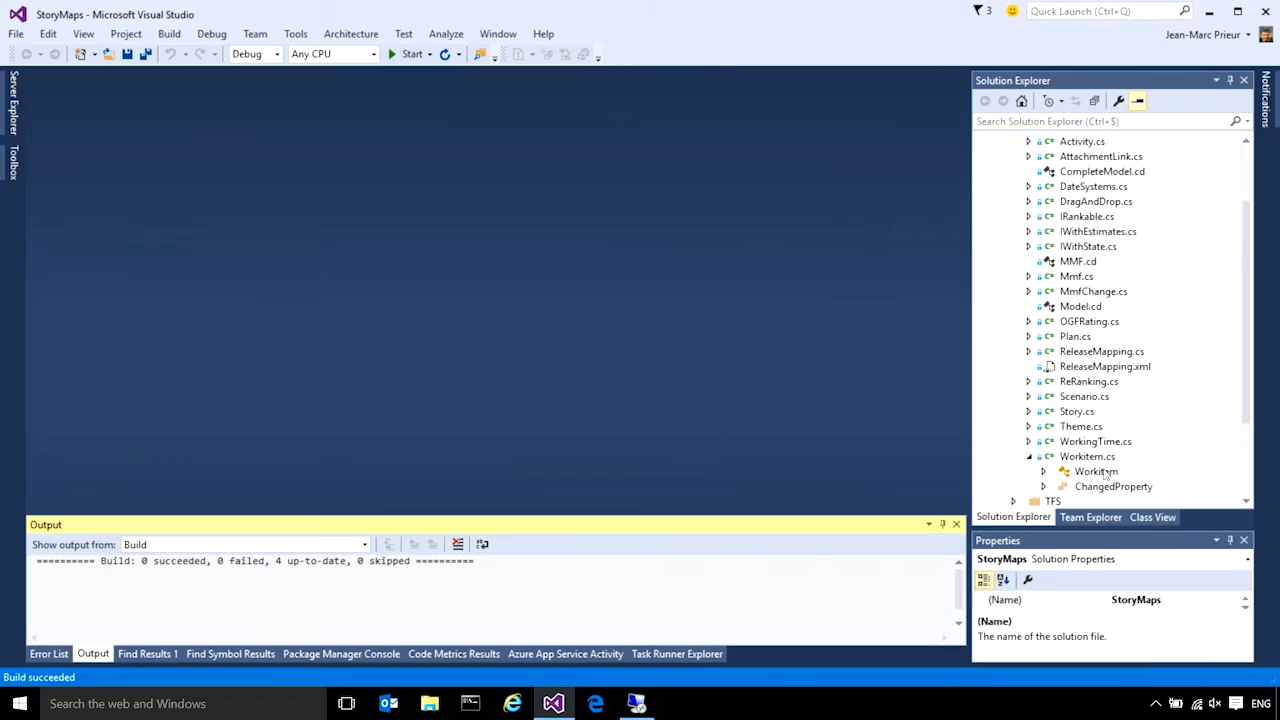 StoryMaps - Microsoft Visual Studio
3
Quick Launch (Ctrl+Q)
File Edit View Project Build Debug Team Tools Architecture Test Analyze Window Help
Jean-Marc Prieur
Debug Any CPU Start
Server Explorer
Toolbox
Notifications
Solution Explorer
Search Solution Explorer (Ctrl+$)
Activity.cs
AttachmentLink.cs
CompleteModel.cd
DateSystems.cs
DragAndDrop.cs
IRankable.cs
IWithEstimates.cs
IWithState.cs
MMF.cd
Mmf.cs
MmfChange.cs
Model.cd
OGFRating.cs
Plan.cs
ReleaseMapping.cs
ReleaseMapping.xml
ReRanking.cs
Scenario.cs
Story.cs
Theme.cs
WorkingTime.cs
Workitem.cs
Workitem
ChangedProperty
TFS
Solution Explorer Team Explorer Class View
Output
Show output from: Build
========== Build: 0 succeeded, 0 failed, 4 up-to-date, 0 skipped ==========
Properties
StoryMaps Solution Properties
(Name) StoryMaps
(Name)
The name of the solution file.
Error List Output Find Results 1 Find Symbol Results Package Manager Console Code Metrics Results Azure App Service Activity Task Runner Explorer
Build succeeded
Search the web and Windows
ENG